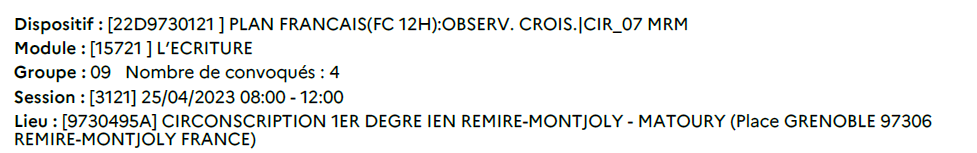 Dispositif : [22D9730121 ] PLAN FRANCAIS(FC 12H):OBSERV. CROIS.|CIR_07 MRM
Module : [15721 ] L'ECRITURE
Groupe : 09 Nombre de convoqués : 4
Session : [3121] 25/04/2023 08:00 - 12:00
Lieu : [9730495A] CIRCONSCRIPTION 1ER DEGRE IEN REMIRE-MONTJOLY - MATOURY (Place GRENOBLE 97306
REMIRE-MONTJOLY FRANCE)